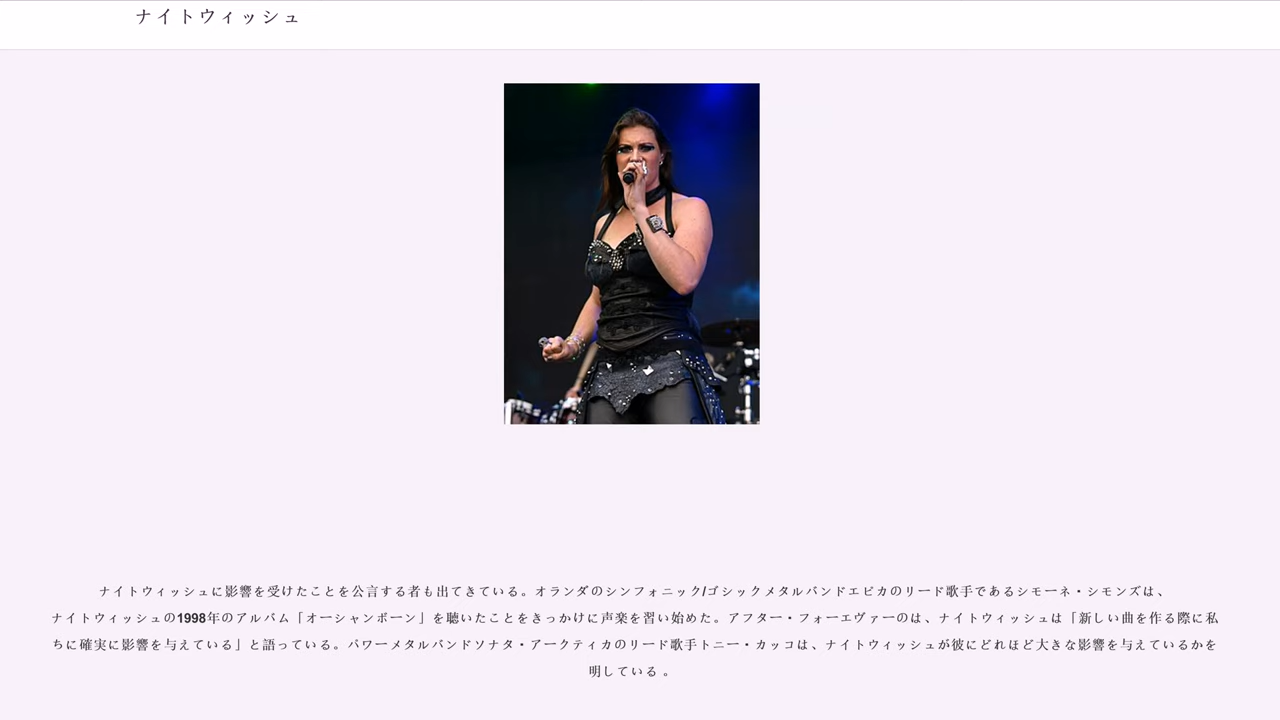 ナイトウィッシュ
ナイトウィッシュに影響を受けたことを公言する者も出てきている。オランダのシンフォニック/ゴシックメタルバンドエピカのリード歌手であるシモーネ・シモンズは、
ナイトウィッシュの1998年のアルバム「オーシャンボーン」を聴いたことをきっかけに声楽を習い始めた。アフター・フォーエヴァーのは、ナイトウィッシュは「新しい曲を作る際に私
ちに確実に影響を与えている」と語っている。パワーメタルバンドソナタ・アークティカのリード歌手トニー・カッコは、ナイトウィッシュが彼にどれほど大きな影響を与えているかを
明している 。